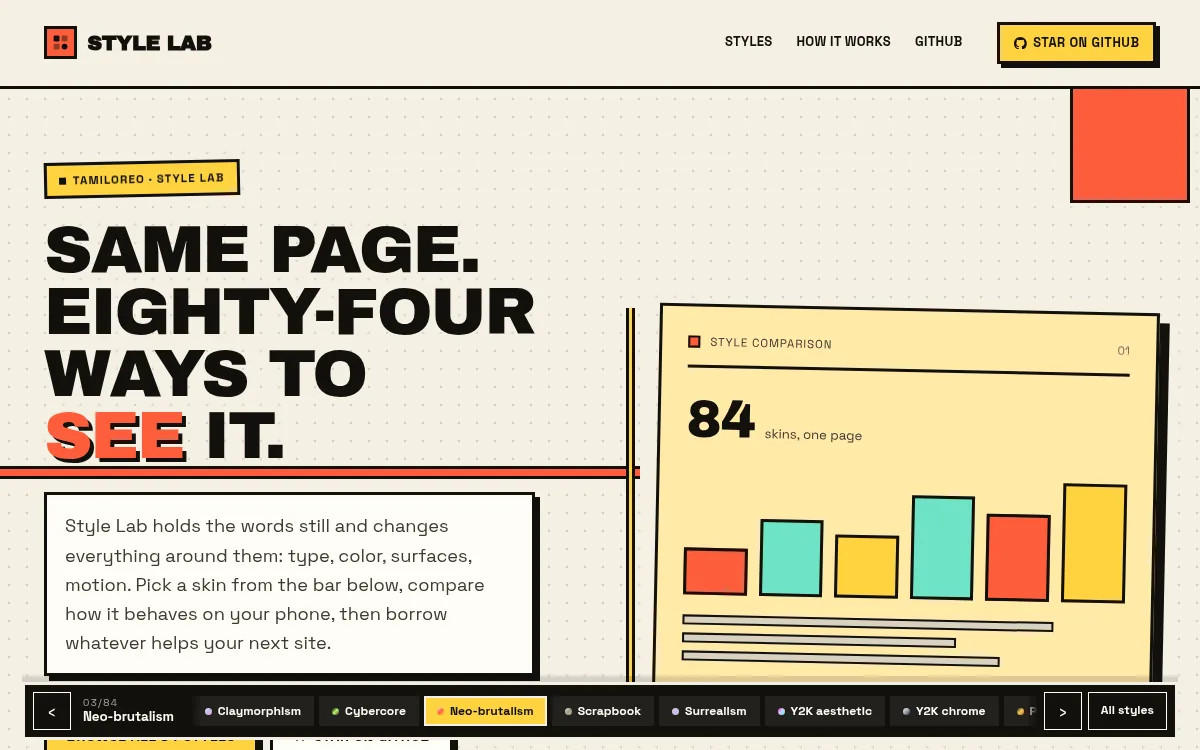 STYLE LAB
STYLES HOW IT WORKS GITHUB STAR ON GITHUB
TAMILOREO · STYLE LAB
SAME PAGE.
EIGHTY-FOUR
WAYS TO
SEE IT.
Style Lab holds the words still and changes
everything around them: type, color, surfaces,
motion. Pick a skin from the bar below, compare
how it behaves on your phone, then borrow
whatever helps your next site.
STYLE COMPARISON 01
84 skins, one page
< 03/84
Neo-brutalism
Claymorphism Cybercore Neo-brutalism Scrapbook Surrealism Y2K aesthetic Y2K chrome
> All styles